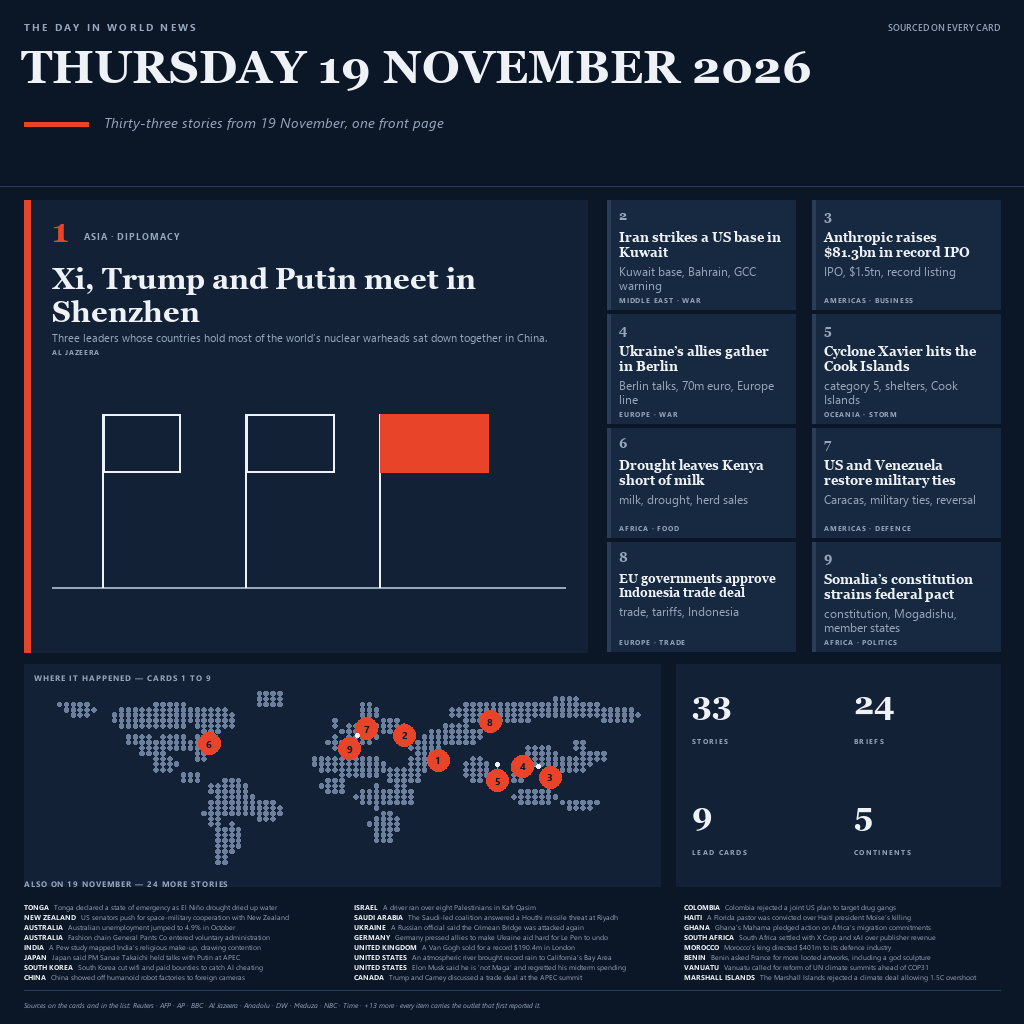 THE DAY IN WORLD NEWS
SOURCED ON EVERY CARD
THURSDAY 19 NOVEMBER 2026
Thirty-three stories from 19 November, one front page
1
ASIA · DIPLOMACY
Xi, Trump and Putin meet in
Shenzhen
Three leaders whose countries hold most of the world's nuclear warheads sat down together in China.
AL JAZEERA
2
Iran strikes a US base in
Kuwait
Kuwait base, Bahrain, GCC
warning
MIDDLE EAST · WAR
3
Anthropic raises
$81.3bn in record IPO
IPO, $1.5tn, record listing
AMERICAS · BUSINESS
4
Ukraine's allies gather
in Berlin
Berlin talks, 70m euro, Europe
line
EUROPE · WAR
5
Cyclone Xavier hits the
Cook Islands
category 5, shelters, Cook
Islands
OCEANIA · STORM
6
Drought leaves Kenya
short of milk
milk, drought, herd sales
AFRICA · FOOD
7
US and Venezuela
restore military ties
Caracas, military ties, reversal
AMERICAS · DEFENCE
8
EU governments approve
Indonesia trade deal
trade, tariffs, Indonesia
EUROPE · TRADE
9
Somalia's constitution
strains federal pact
constitution, Mogadishu,
member states
AFRICA · POLITICS
WHERE IT HAPPENED — CARDS 1 TO 9
6
7
9
2
1
8
5
4
3
33
STORIES
24
BRIEFS
9
LEAD CARDS
5
CONTINENTS
ALSO ON 19 NOVEMBER — 24 MORE STORIES
TONGA Tonga declared a state of emergency as El Niño drought dried up water
NEW ZEALAND US senators push for space-military cooperation with New Zealand
AUSTRALIA Australian unemployment jumped to 4.9% in October
AUSTRALIA Fashion chain General Pants Co entered voluntary administration
INDIA A Pew study mapped India's religious make-up, drawing contention
JAPAN Japan said PM Sanae Takaichi held talks with Putin at APEC
SOUTH KOREA South Korea cut wifi and paid bounties to catch AI cheating
CHINA China showed off humanoid robot factories to foreign cameras
ISRAEL A driver ran over eight Palestinians in Kafr Qasim
SAUDI ARABIA The Saudi-led coalition answered a Houthi missile threat at Riyadh
UKRAINE A Russian official said the Crimean Bridge was attacked again
GERMANY Germany pressed allies to make Ukraine aid hard for Le Pen to undo
UNITED KINGDOM A Van Gogh sold for a record $190.4m in London
UNITED STATES An atmospheric river brought record rain to California's Bay Area
UNITED STATES Elon Musk said he is 'not Maga' and regretted his midterm spending
CANADA Trump and Carney discussed a trade deal at the APEC summit
COLOMBIA Colombia rejected a joint US plan to target drug gangs
HAITI A Florida pastor was convicted over Haiti president Moïse's killing
GHANA Ghana's Mahama pledged action on Africa's migration commitments
SOUTH AFRICA South Africa settled with X Corp and xAI over publisher revenue
MOROCCO Morocco's king directed $401m to its defence industry
BENIN Benin asked France for more looted artworks, including a god sculpture
VANUATU Vanuatu called for reform of UN climate summits ahead of COP31
MARSHALL ISLANDS The Marshall Islands rejected a climate deal allowing 1.5C overshoot
Sources on the cards and in the list: Reuters · AFP · AP · BBC · Al Jazeera · Anadolu · DW · Meduza · NBC · Time · +13 more · every item carries the outlet that first reported it.